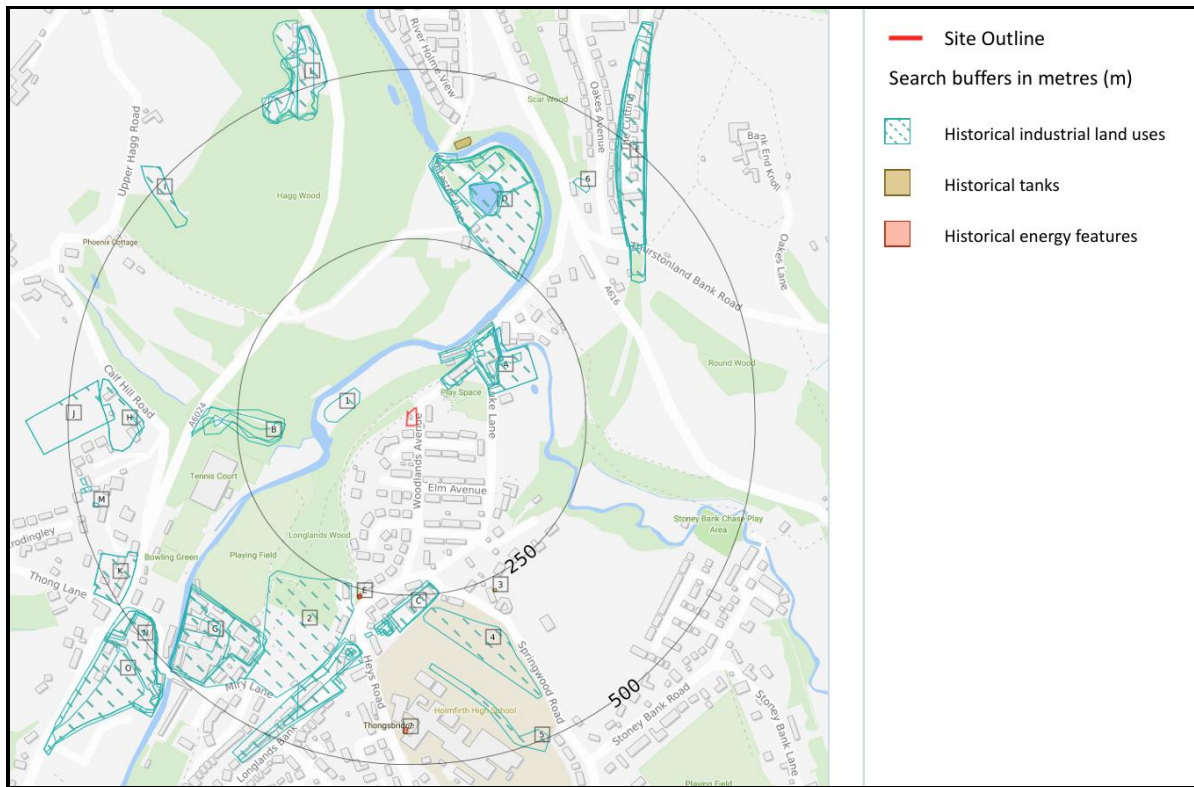 Site Outline
Search buffers in metres (m)
Historical industrial land uses
Historical tanks
Historical energy features
River Holme View
Scar Wood
Oakes Avenue
The Cutting
Bank End Knoll
Upper Hagg Road
Hagg Wood
Phoenix Cottage
Thurstonland Bank Road
Oakes Lane
A616
Round Wood
Calf Hill Road
A6024
Play Space
Luke Lane
Woodlands Avenue
Elm Avenue
Tennis Court
Longlands Wood
Stoney Bank Chase Play
Area
Bowling Green
Playing Field
Thong Lane
Miry Lane
Heys Road
Springwood Road
Holmfirth High School
Thongsbridge
Longlands Bank
Stoney Bank Road
Stoney Bank Lane
Playing Field
250
500
I
D
6
F
A
1
B
J
H
M
K
E
3
C
2
G
N
O
4
5
7